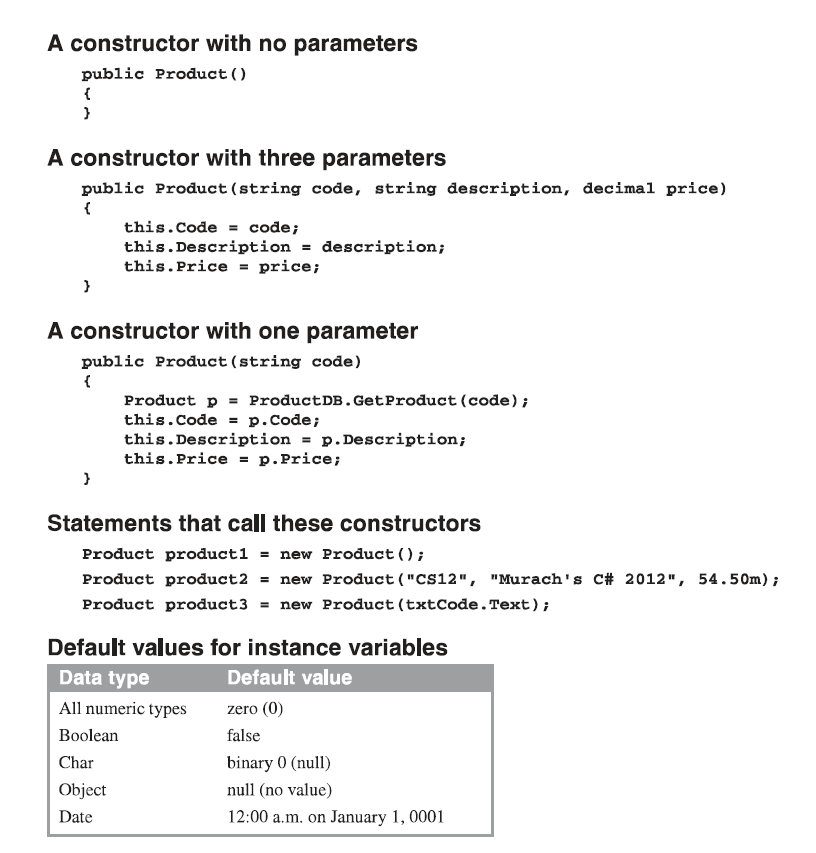 A constructor with no parameters
public Product()
{
}
A constructor with three parameters
public Product(string code, string description, decimal price)
{
this.Code = code;
this.Description = description;
this.Price = price;
}
A constructor with one parameter
public Product(string code)
{
Product p = ProductDB.GetProduct(code);
this.Code = p.Code;
this.Description = p.Description;
this.Price = p.Price;
}
Statements that call these constructors
Product product1 = new Product();
Product product2 = new Product("CS12", "Murach's C# 2012", 54.50m);
Product product3 = new Product(txtCode.Text);
Default values for instance variables
Data type Default value
All numeric types zero (0)
Boolean false
Char binary 0 (null)
Object null (no value)
Date 12:00 a.m. on January 1, 0001